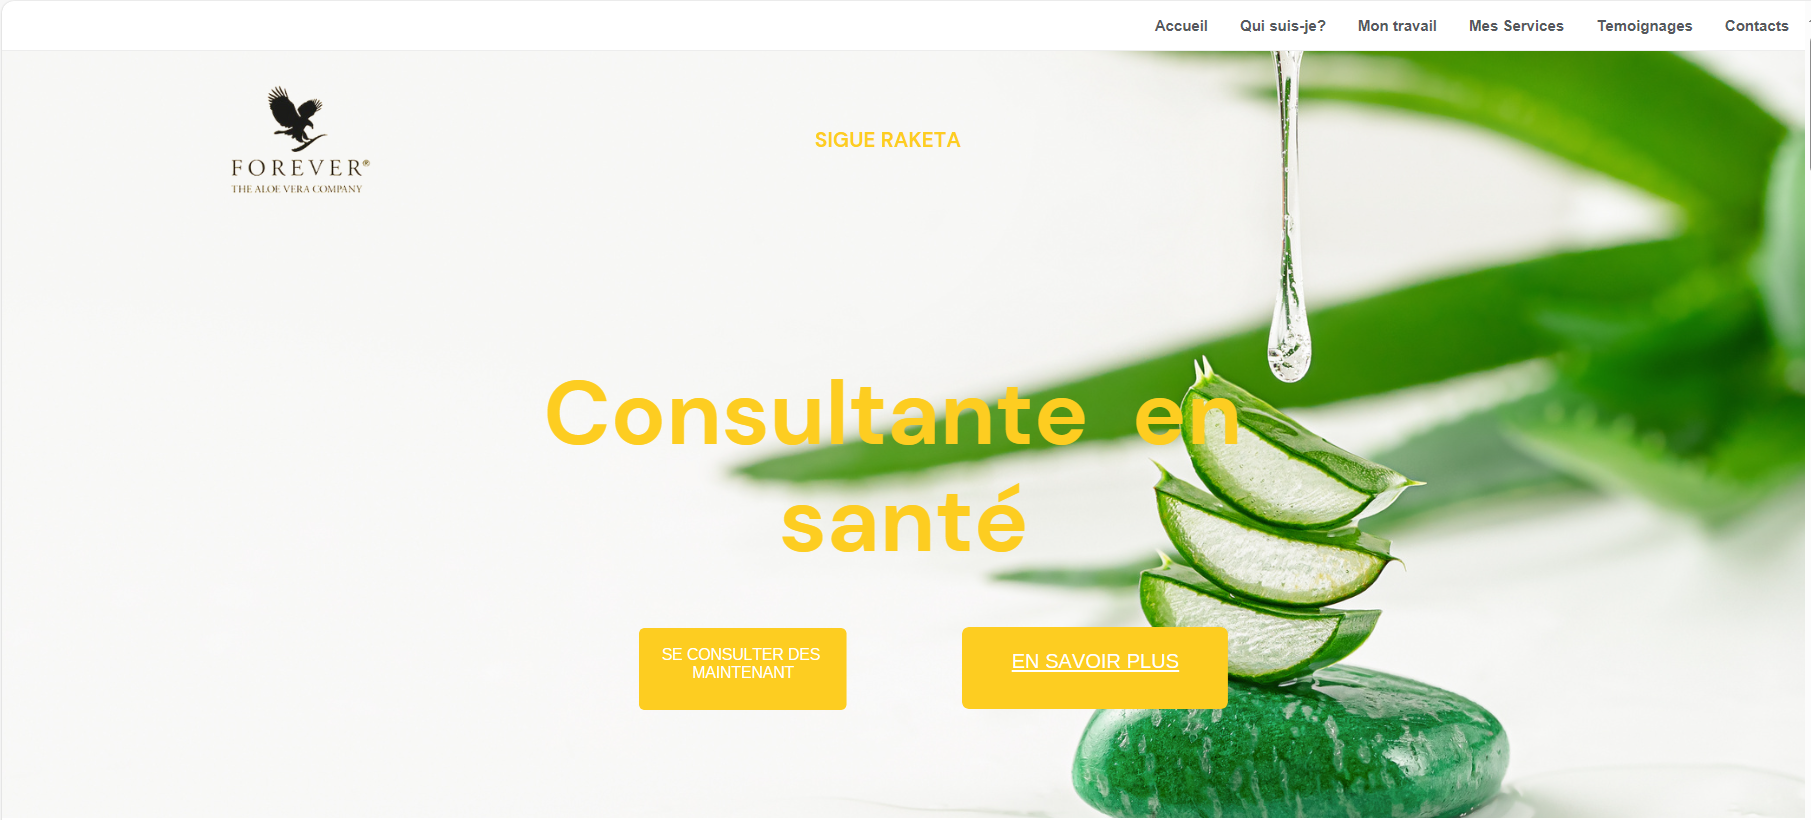 Accueil Qui suis-je? Mon travail Mes Services Temoignages Contacts
FOREVER®
THE ALOE VERA COMPANY
SIGUE RAKETA
Consultante en
santé
SE CONSULTER DES
MAINTENANT
EN SAVOIR PLUS